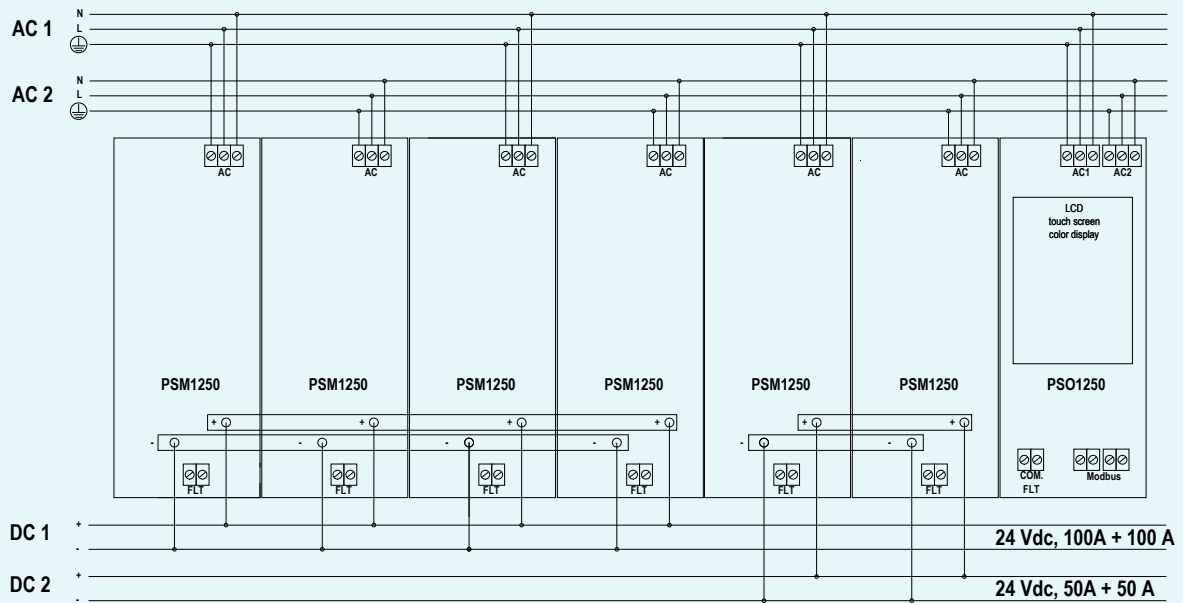 N
AC 1 L
N
AC 2 L
AC AC AC AC AC AC AC1 AC2
LCD
touch screen
color display
PSM1250 PSM1250 PSM1250 PSM1250 PSM1250 PSM1250 PSO1250
+ + + + + +
- - - - - -
FLT FLT FLT FLT FLT FLT COM. Modbus
FLT
DC 1 +
- 24 Vdc, 100A + 100 A
DC 2 +
- 24 Vdc, 50A + 50 A